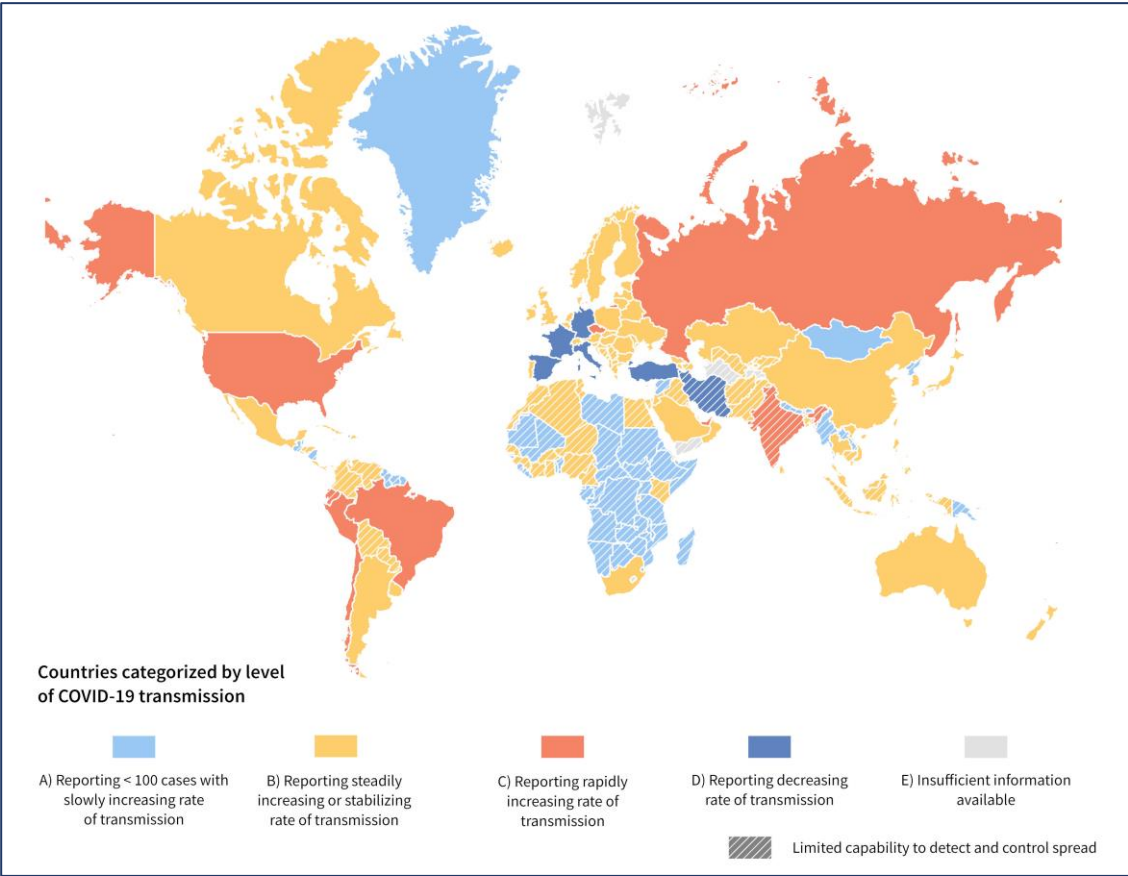 Countries categorized by level
of COVID-19 transmission
A) Reporting < 100 cases with
slowly increasing rate
of transmission
B) Reporting steadily
increasing or stabilizing
rate of transmission
C) Reporting rapidly
increasing rate of
transmission
D) Reporting decreasing
rate of transmission
E) Insufficient information
available
Limited capability to detect and control spread